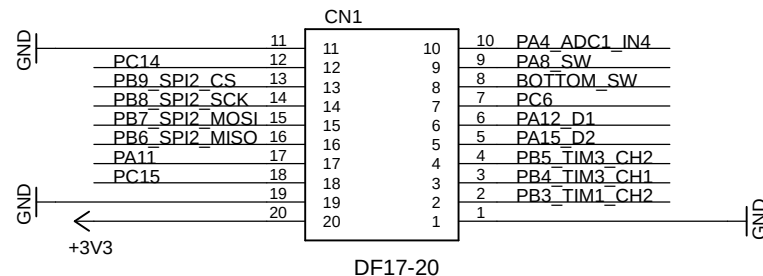 CN1
GND 11 11 10 10 PA4_ADC1_IN4
PC14 12 12 9 9 PA8_SW
PB9_SPI2_CS 13 13 8 8 BOTTOM_SW
PB8_SPI2_SCK 14 14 7 7 PC6
PB7_SPI2_MOSI 15 15 6 6 PA12_D1
PB6_SPI2_MISO 16 16 5 5 PA15_D2
PA11 17 17 4 4 PB5_TIM3_CH2
PC15 18 18 3 3 PB4_TIM3_CH1
GND 19 19 2 2 PB3_TIM1_CH2
20 20 1 1 GND
+3V3
DF17-20